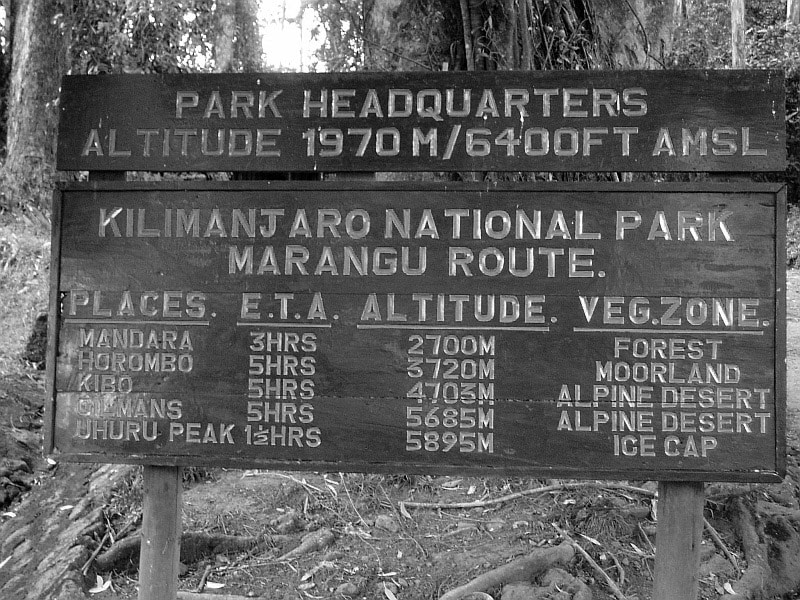 PARK HEADQUARTERS
ALTITUDE 1970 M/6400FT AMSL
KILIMANJARO NATIONAL PARK
MARANGU ROUTE.
PLACES. E.T.A. ALTITUDE. VEG.ZONE.
MANDARA 3HRS 2700M FOREST
HOROMBO 5HRS 3720M MOORLAND
KIBO 5HRS 4703M ALPINE DESERT
GILMANS 5HRS 5685M ALPINE DESERT
UHURU PEAK 1½HRS 5895M ICE CAP